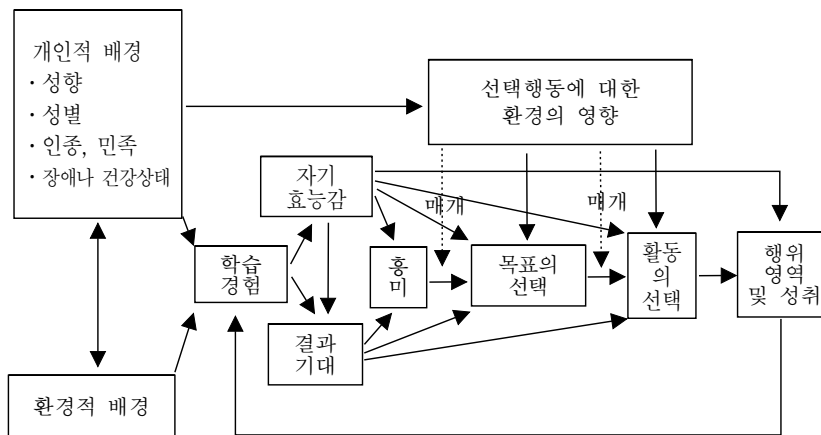 개인적 배경
· 성향
· 성별
· 인종, 민족
· 장애나 건강상태
선택행동에 대한
환경의 영향
자기
효능감
매개
매개
학습
경험
흥
미
목표의
선택
활동
의
선택
행위
영역
및 성취
결과
기대
환경적 배경